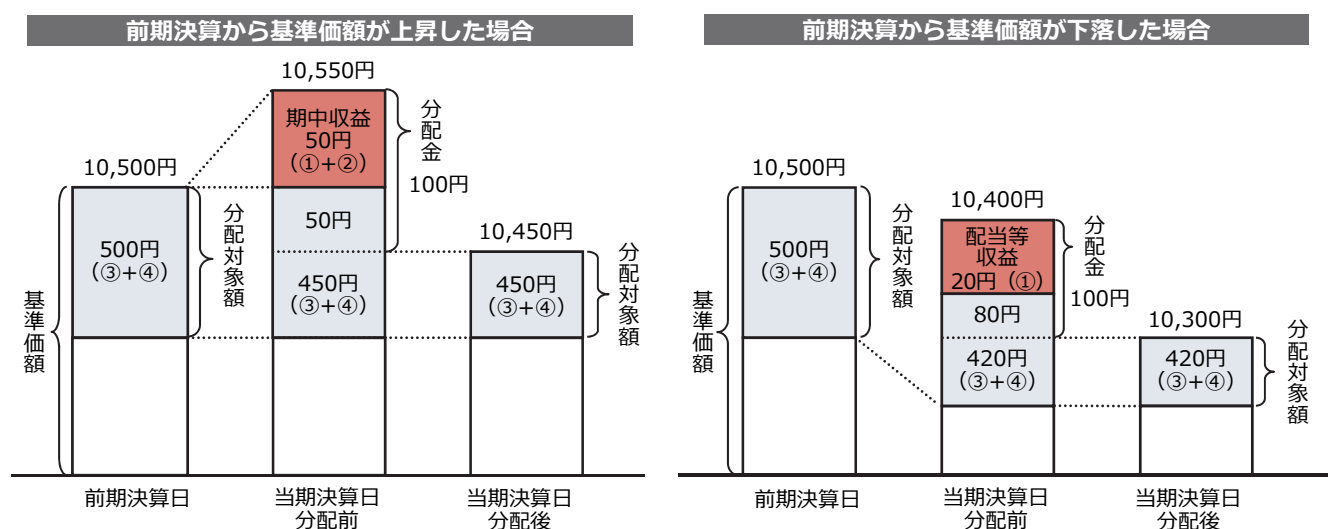 前期決算から基準価額が上昇した場合
10,550円
期中収益
50円
（①+②）
分配金
100円
10,500円
500円
（③+④）
分配対象額
50円
450円
（③+④）
10,450円
450円
（③+④）
分配対象額
基準価額
前期決算日
当期決算日
分配前
当期決算日
分配後
前期決算から基準価額が下落した場合
10,500円
500円
（③+④）
分配対象額
10,400円
配当等
収益
20円（①）
分配金
100円
80円
420円
（③+④）
10,300円
420円
（③+④）
分配対象額
基準価額
前期決算日
当期決算日
分配前
当期決算日
分配後